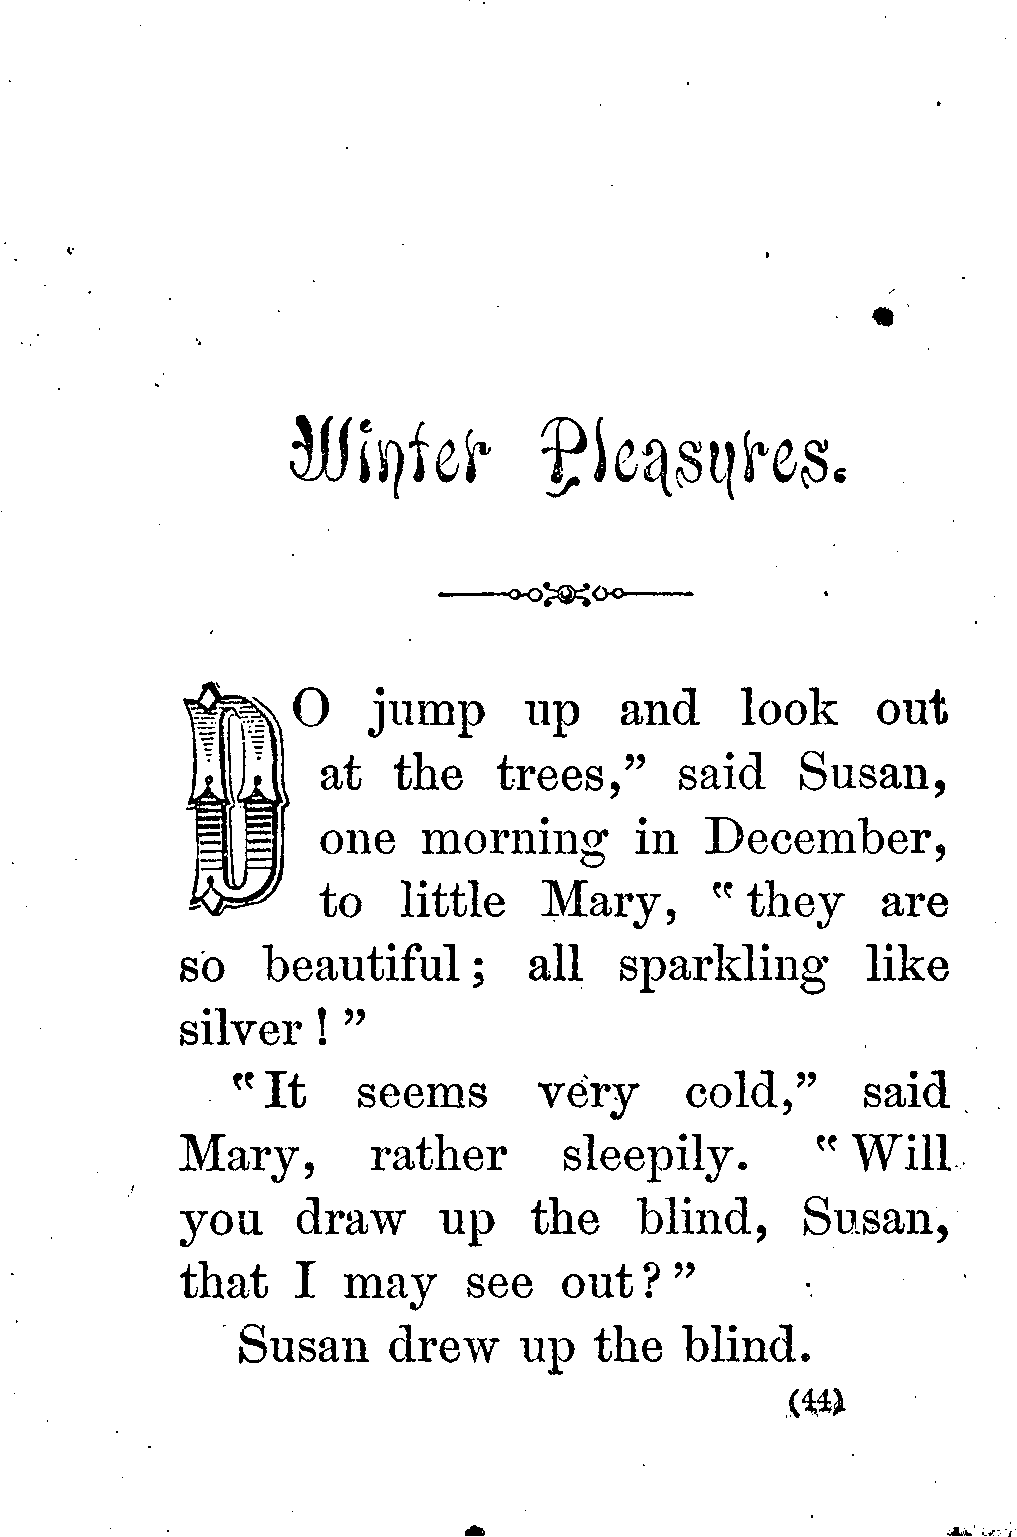 Winter Pleasures.
DO jump up and look out
at the trees,” said Susan,
one morning in December,
to little Mary, “they are
so beautiful; all sparkling like
silver!”
“It seems very cold,” said
Mary, rather sleepily. “Will
you draw up the blind, Susan,
that I may see out?”
Susan drew up the blind.
(44)